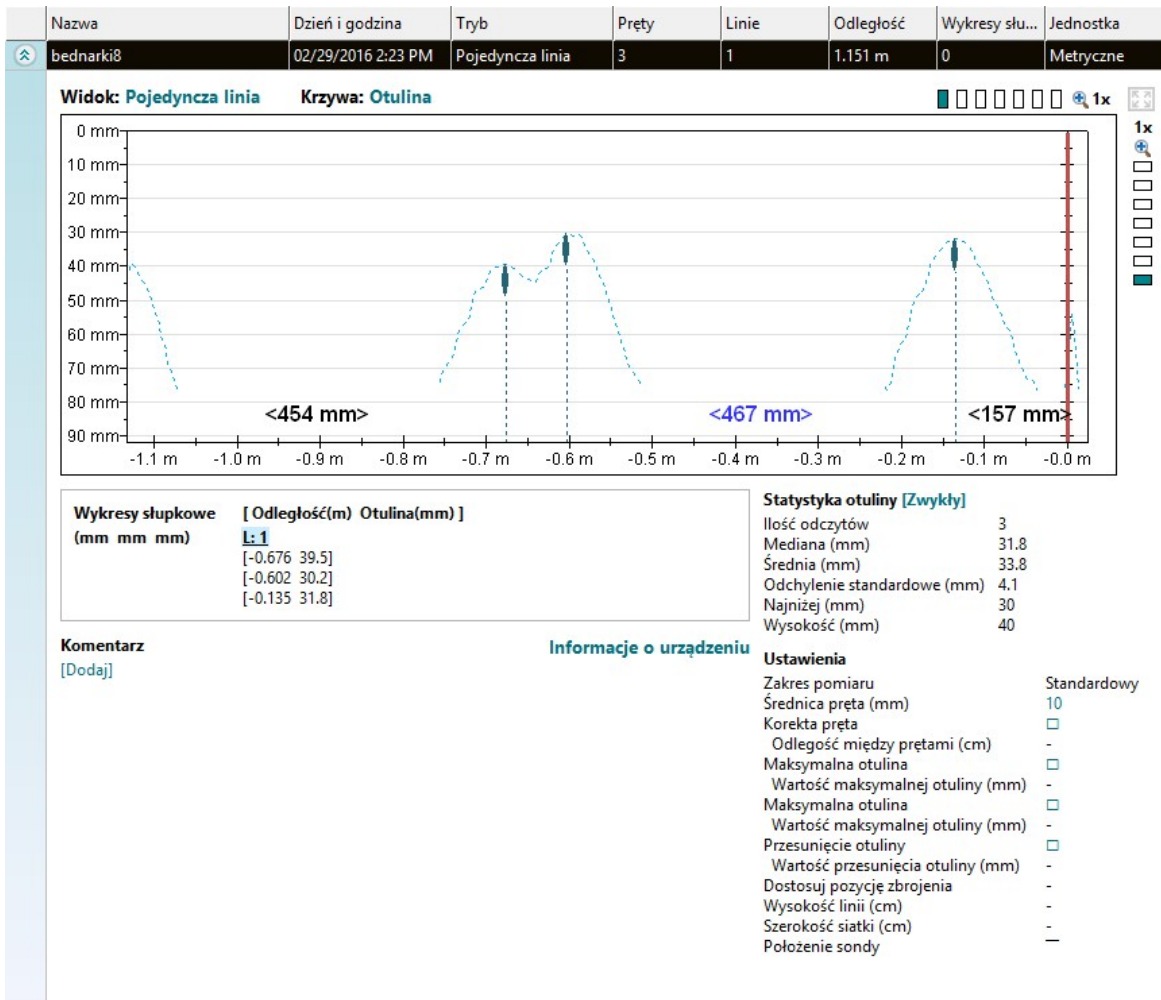 Nazwa Dzień i godzina Tryb Pręty Linie Odległość Wykresy słu... Jednostka
bednarki8 02/29/2016 2:23 PM Pojedyncza linia 3 1 1.151 m 0 Metryczne
Widok: Pojedyncza linia Krzywa: Otulina 1x
1x
0 mm
10 mm
20 mm
30 mm
40 mm
50 mm
60 mm
70 mm
80 mm
90 mm
<454 mm> <467 mm> <157 mm>
-1.1 m -1.0 m -0.9 m -0.8 m -0.7 m -0.6 m -0.5 m -0.4 m -0.3 m -0.2 m -0.1 m -0.0 m
Wykresy słupkowe [ Odległość(m) Otulina(mm) ]
(mm mm mm) L: 1
[-0.676 39.5]
[-0.602 30.2]
[-0.135 31.8]
Komentarz
[Dodaj]
Informacje o urządzeniu
Statystyka otuliny [Zwykły]
Ilość odczytów 3
Mediana (mm) 31.8
Średnia (mm) 33.8
Odchylenie standardowe (mm) 4.1
Najniżej (mm) 30
Wysokość (mm) 40
Ustawienia
Zakres pomiaru Standardowy
Średnica pręta (mm) 10
Korekta pręta
Odlegość między prętami (cm) -
Maksymalna otulina
Wartość maksymalnej otuliny (mm) -
Maksymalna otulina
Wartość maksymalnej otuliny (mm) -
Przesunięcie otuliny
Wartość przesunięcia otuliny (mm) -
Dostosuj pozycję zbrojenia -
Wysokość linii (cm) -
Szerokość siatki (cm) -
Położenie sondy —